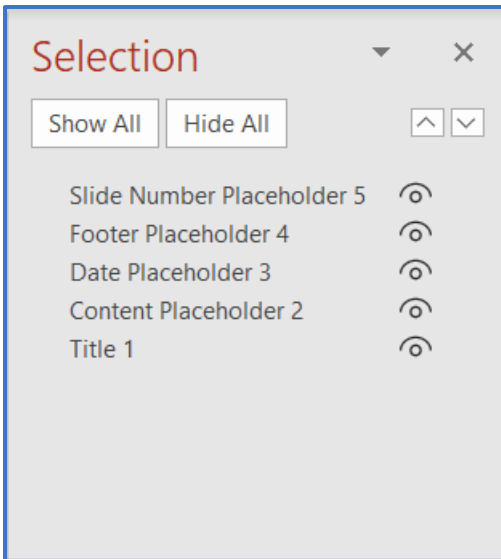 Selection
Show All Hide All
Slide Number Placeholder 5
Footer Placeholder 4
Date Placeholder 3
Content Placeholder 2
Title 1